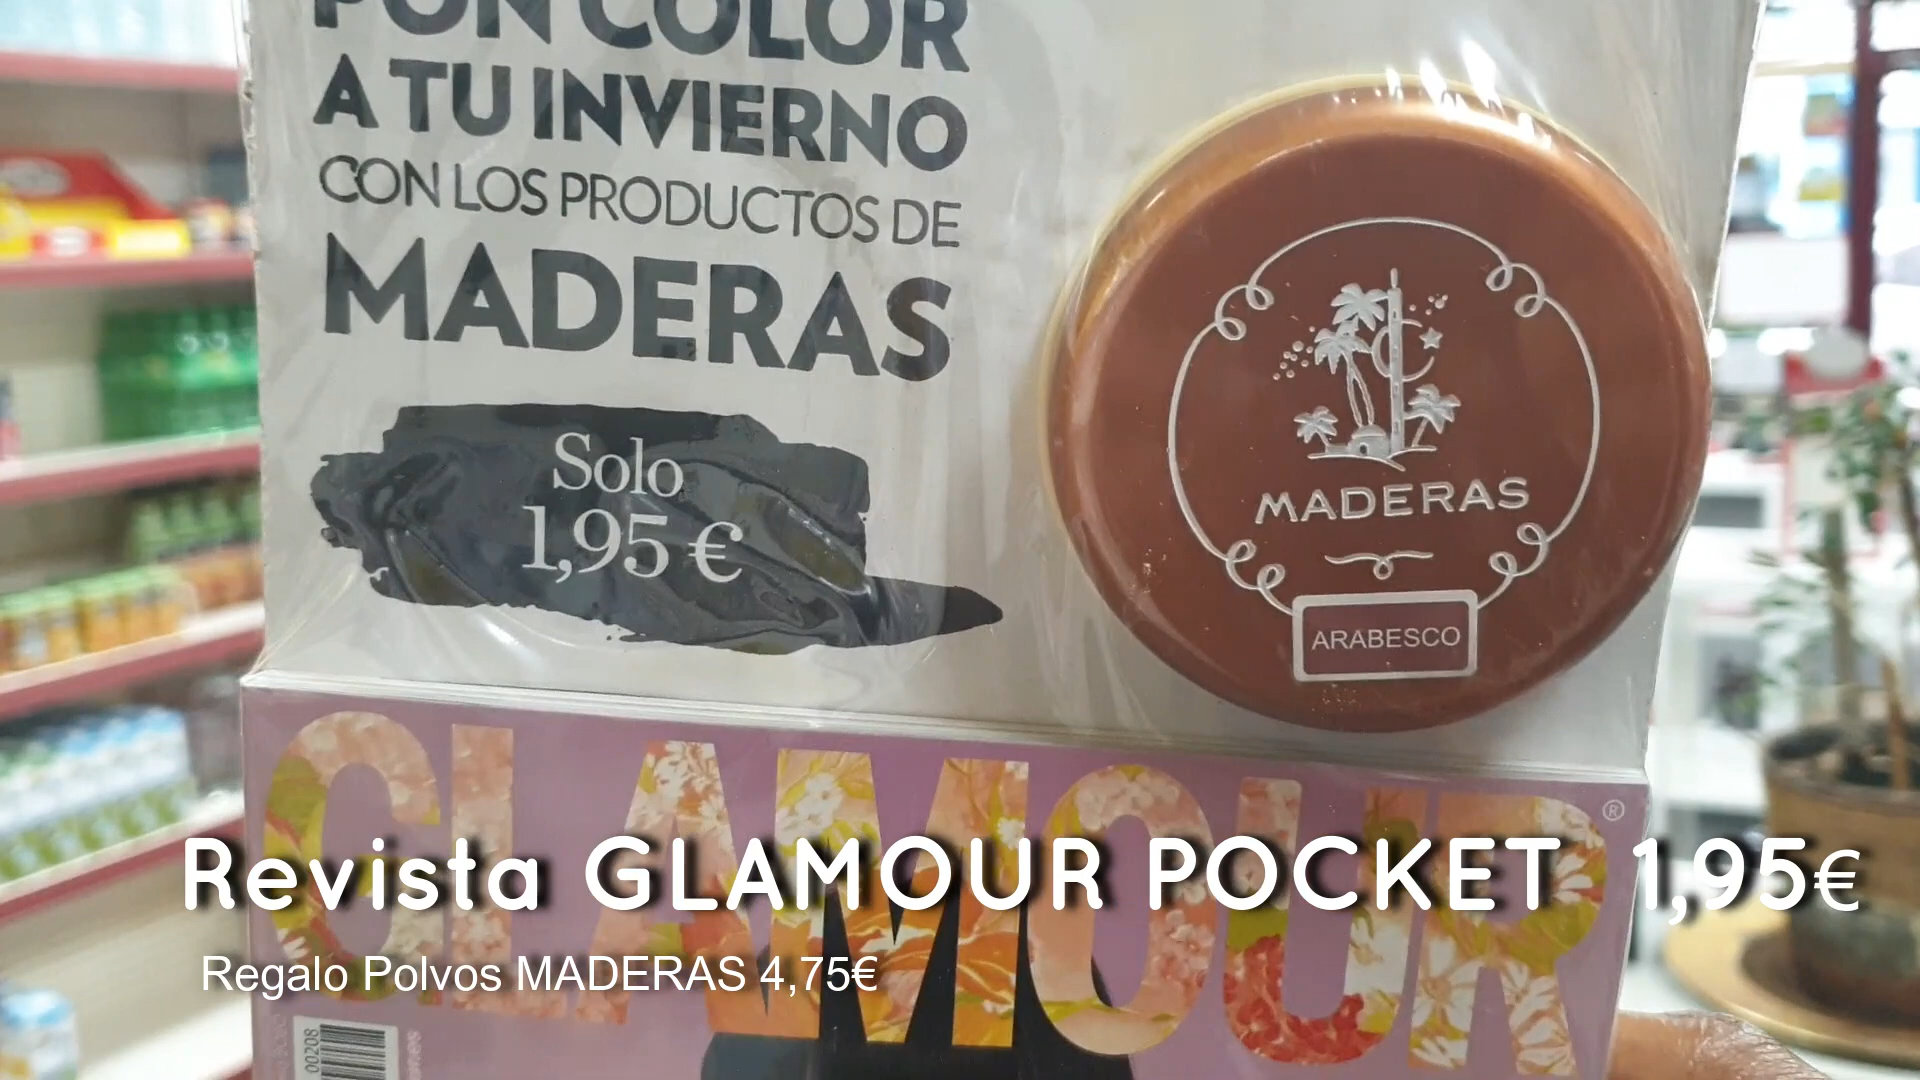 PON COLOR
A TU INVIERNO
CON LOS PRODUCTOS DE
MADERAS
Solo
1,95 €
MADERAS
ARABESCO
GLAMOUR®
Revista GLAMOUR POCKET 1,95€
Regalo Polvos MADERAS 4,75€
00208